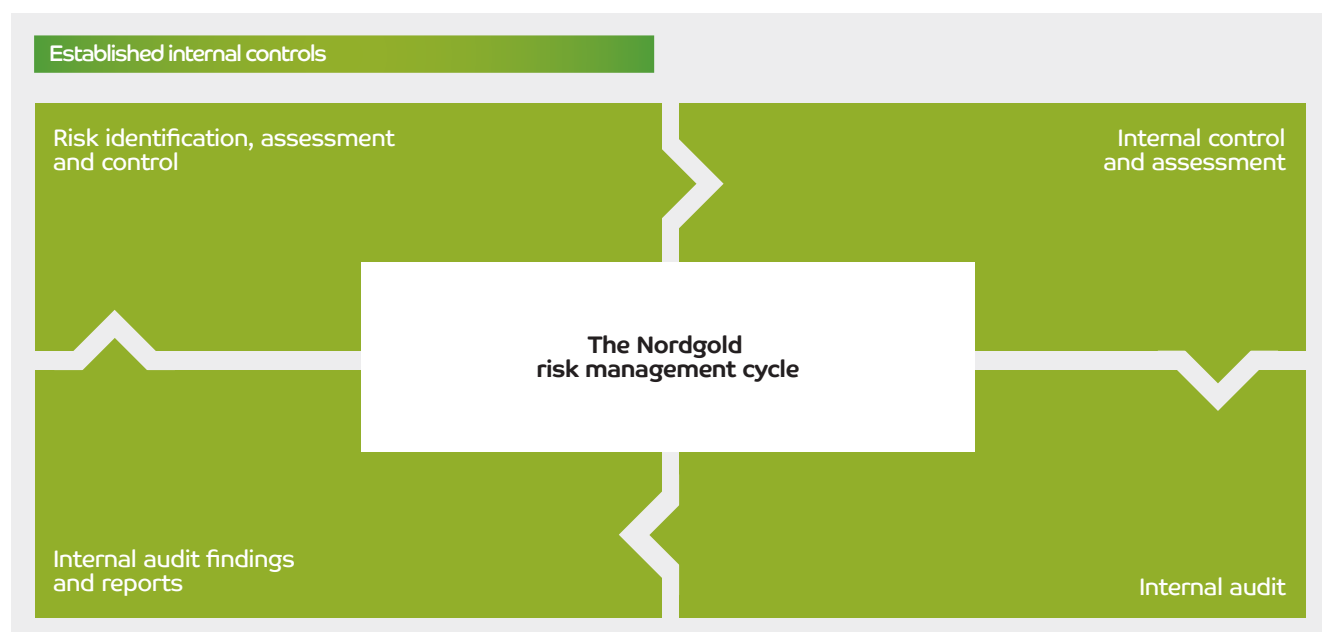 Established internal controls
Risk identification, assessment
and control
Internal control
and assessment
The Nordgold
risk management cycle
Internal audit findings
and reports
Internal audit